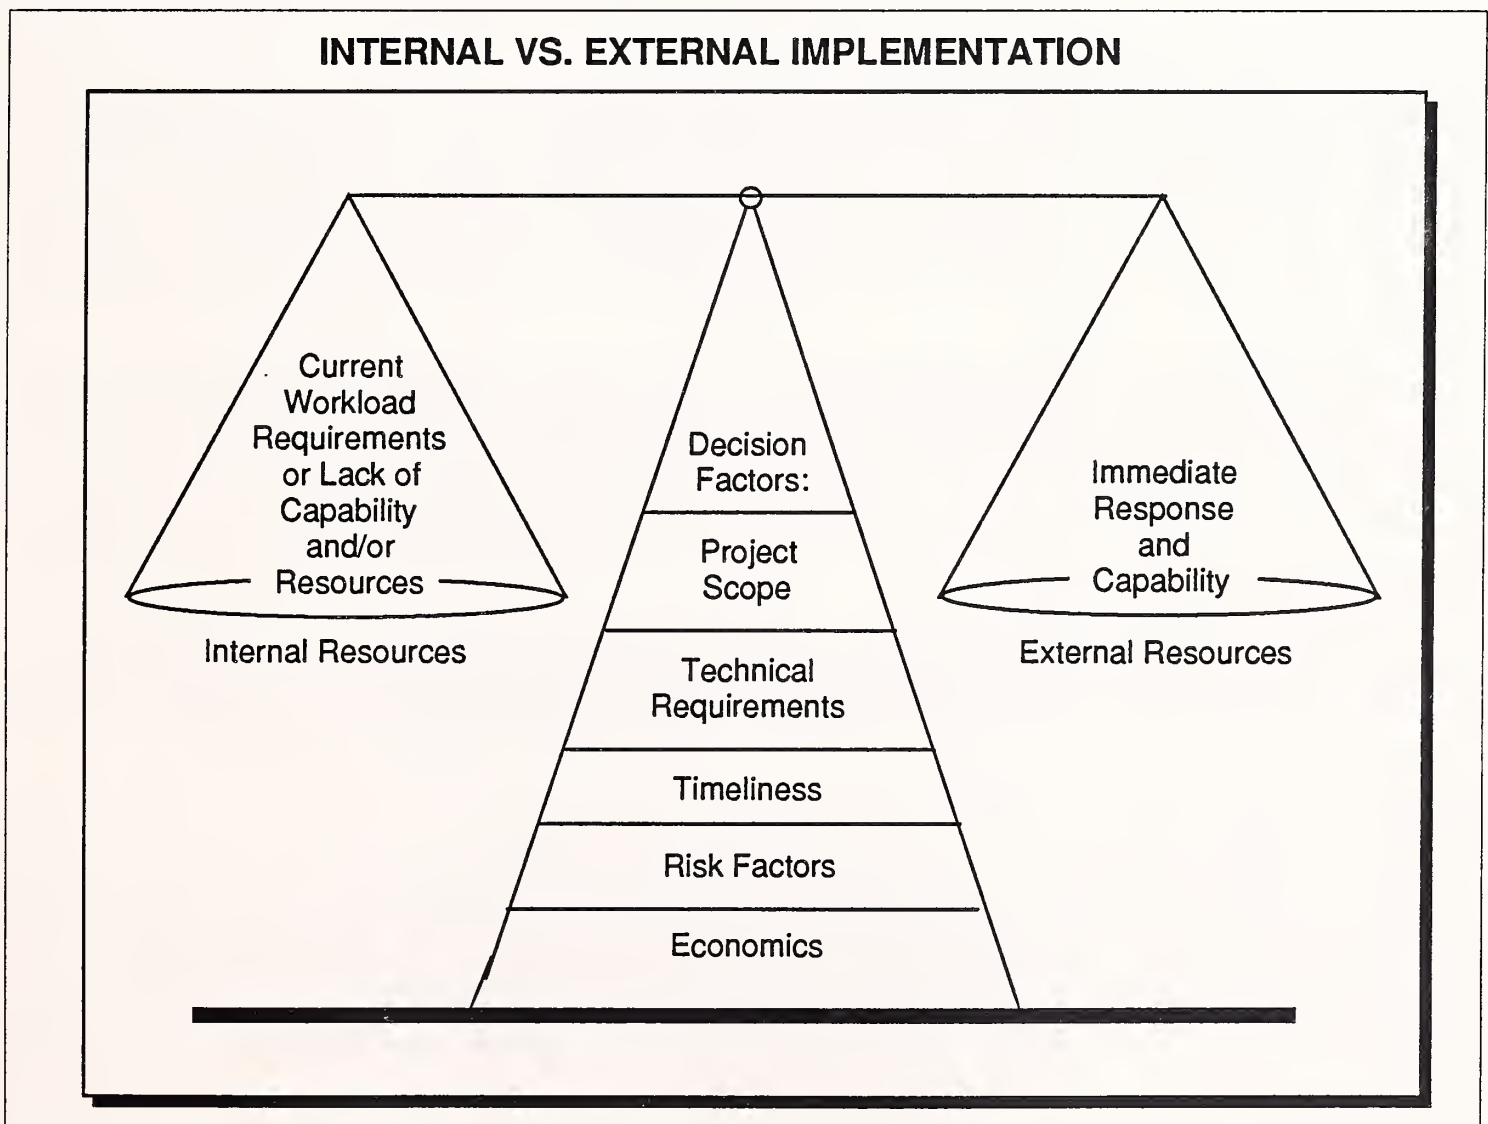 INTERNAL VS. EXTERNAL IMPLEMENTATION
Current
Workload
Requirements
or Lack of
Capability
and/or
Resources
Internal Resources
Decision
Factors:
Project
Scope
Technical
Requirements
Timeliness
Risk Factors
Economics
Immediate
Response
and
Capability
External Resources